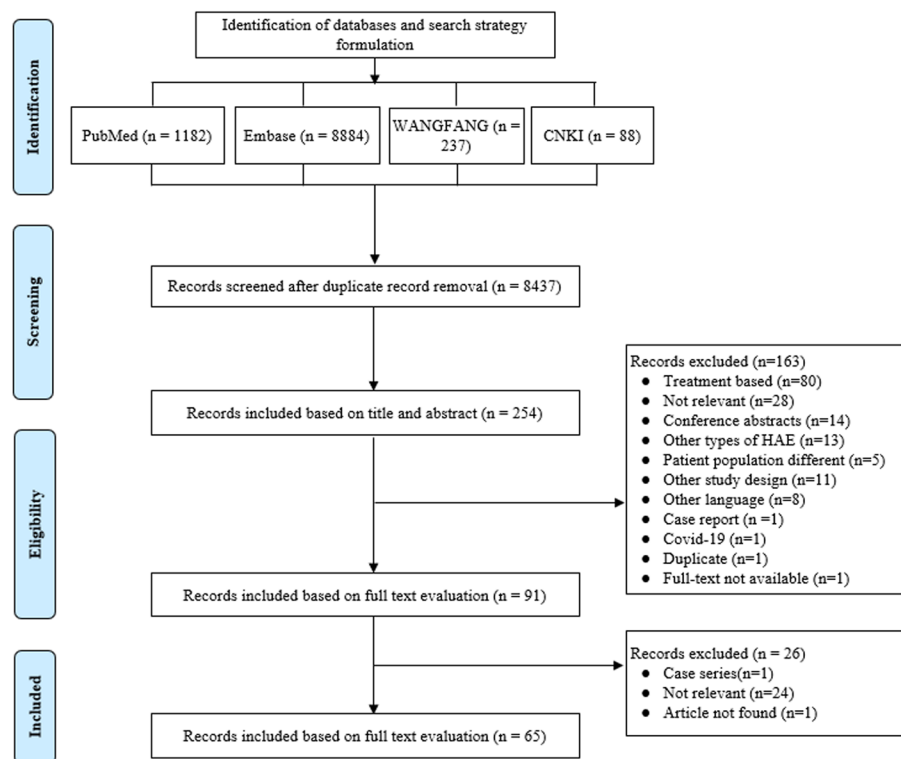 Identification
Identification of databases and search strategy
formulation
PubMed (n = 1182)
Embase (n = 8884)
WANGFANG (n =
237)
CNKI (n = 88)
Screening
Records screened after duplicate record removal (n = 8437)
Records included based on title and abstract (n = 254)
Records excluded (n=163)
● Treatment based (n=80)
● Not relevant (n=28)
● Conference abstracts (n=14)
● Other types of HAE (n=13)
● Patient population different (n=5)
● Other study design (n=11)
● Other language (n=8)
● Case report (n =1)
● Covid-19 (n=1)
● Duplicate (n=1)
● Full-text not available (n=1)
Eligibility
Records included based on full text evaluation (n = 91)
Records excluded (n = 26)
● Case series(n=1)
● Not relevant (n=24)
● Article not found (n=1)
Included
Records included based on full text evaluation (n = 65)